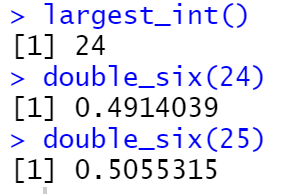 > largest_int()
[1] 24
> double_six(24)
[1] 0.4914039
> double_six(25)
[1] 0.5055315